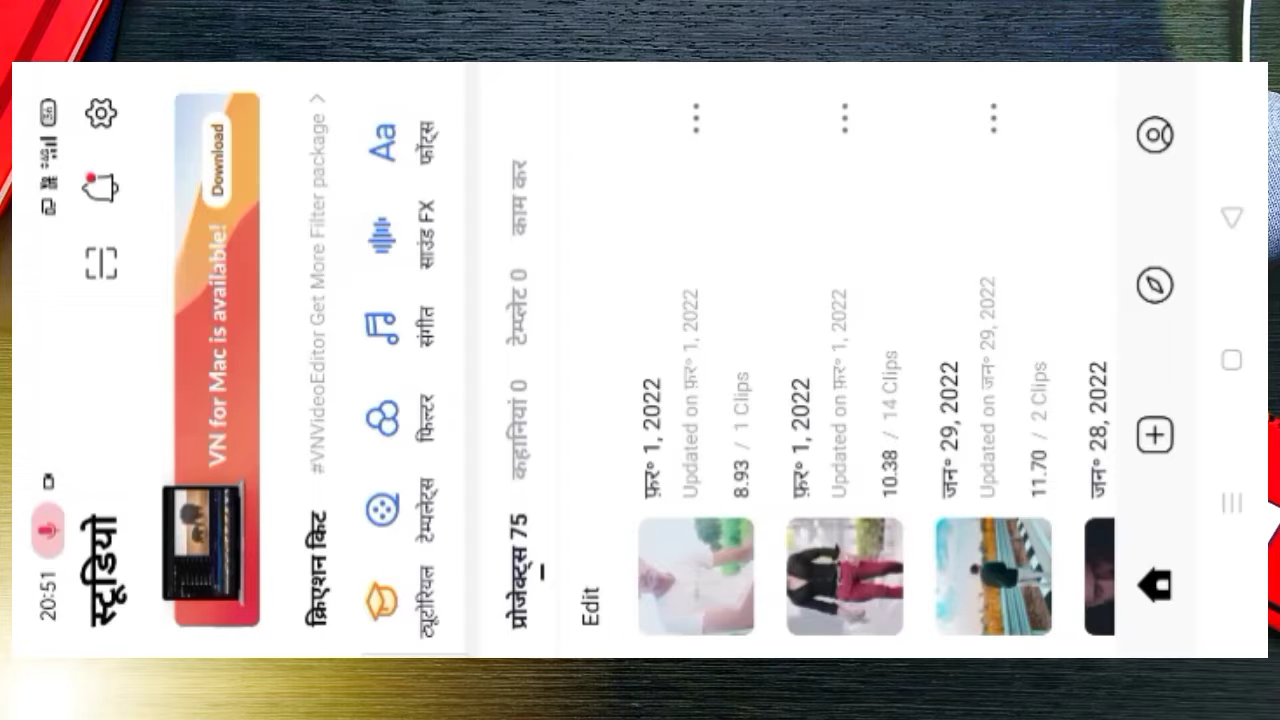 20:51
56
स्टूडियो
VN for Mac is available!
Download
क्रिएशन किट
#VNVideoEditor Get More Filter package >
ट्यूटोरियल टेम्पलेट्स फिल्टर संगीत साउंड FX फोंट्स
Aa
प्रोजेक्ट्स 75 कहानियां 0 टेम्प्लेट 0 काम कर
Edit
फ़र॰ 1, 2022
Updated on फ़र॰ 1, 2022
8.93 / 1 Clips
फ़र॰ 1, 2022
Updated on फ़र॰ 1, 2022
10.38 / 14 Clips
जन॰ 29, 2022
Updated on जन॰ 29, 2022
11.70 / 2 Clips
जन॰ 28, 2022